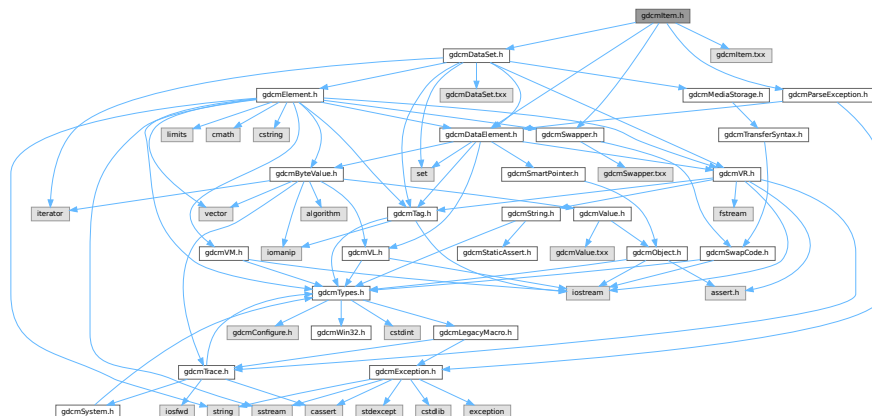 gdcmItem.h
gdcmDataSet.h
gdcmItem.txx
gdcmElement.h
gdcmDataSet.txx
gdcmMediaStorage.h
gdcmParseException.h
limits
cmath
cstring
gdcmDataElement.h
gdcmSwapper.h
gdcmTransferSyntax.h
gdcmByteValue.h
set
gdcmSmartPointer.h
gdcmSwapper.txx
gdcmVR.h
iterator
vector
algorithm
gdcmTag.h
gdcmString.h
gdcmValue.h
fstream
gdcmVM.h
iomanip
gdcmVL.h
gdcmStaticAssert.h
gdcmValue.txx
gdcmObject.h
gdcmSwapCode.h
gdcmTypes.h
iostream
assert.h
gdcmConfigure.h
gdcmWin32.h
cstdint
gdcmLegacyMacro.h
gdcmTrace.h
gdcmException.h
gdcmSystem.h
iosfwd
string
sstream
cassert
stdexcept
cstdlib
exception